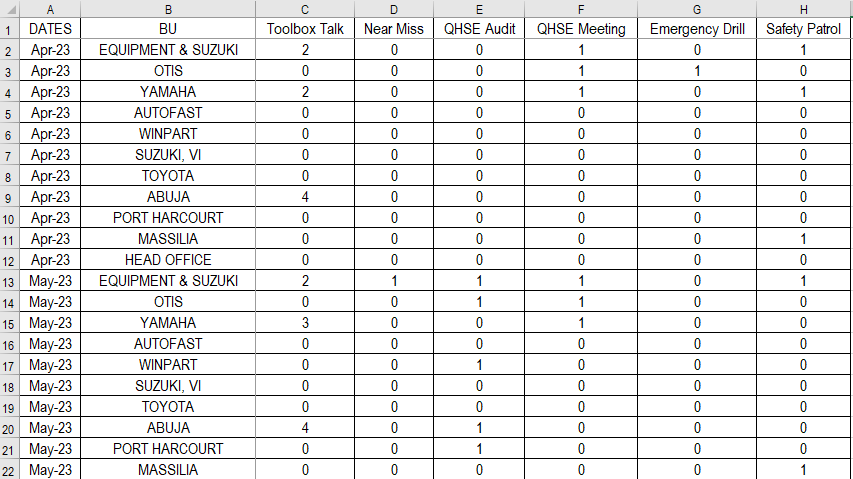 A B C D E F G H
1 DATES BU Toolbox Talk Near Miss QHSE Audit QHSE Meeting Emergency Drill Safety Patrol
2 Apr-23 EQUIPMENT & SUZUKI 2 0 0 1 0 1
3 Apr-23 OTIS 0 0 0 1 1 0
4 Apr-23 YAMAHA 2 0 0 1 0 1
5 Apr-23 AUTOFAST 0 0 0 0 0 0
6 Apr-23 WINPART 0 0 0 0 0 0
7 Apr-23 SUZUKI, VI 0 0 0 0 0 0
8 Apr-23 TOYOTA 0 0 0 0 0 0
9 Apr-23 ABUJA 4 0 0 0 0 0
10 Apr-23 PORT HARCOURT 0 0 0 0 0 0
11 Apr-23 MASSILIA 0 0 0 0 0 1
12 Apr-23 HEAD OFFICE 0 0 0 0 0 0
13 May-23 EQUIPMENT & SUZUKI 2 1 1 1 0 1
14 May-23 OTIS 0 0 1 1 0 0
15 May-23 YAMAHA 3 0 0 1 0 0
16 May-23 AUTOFAST 0 0 0 0 0 0
17 May-23 WINPART 0 0 1 0 0 0
18 May-23 SUZUKI, VI 0 0 0 0 0 0
19 May-23 TOYOTA 0 0 0 0 0 0
20 May-23 ABUJA 4 0 1 0 0 0
21 May-23 PORT HARCOURT 0 0 1 0 0 0
22 May-23 MASSILIA 0 0 0 0 0 1